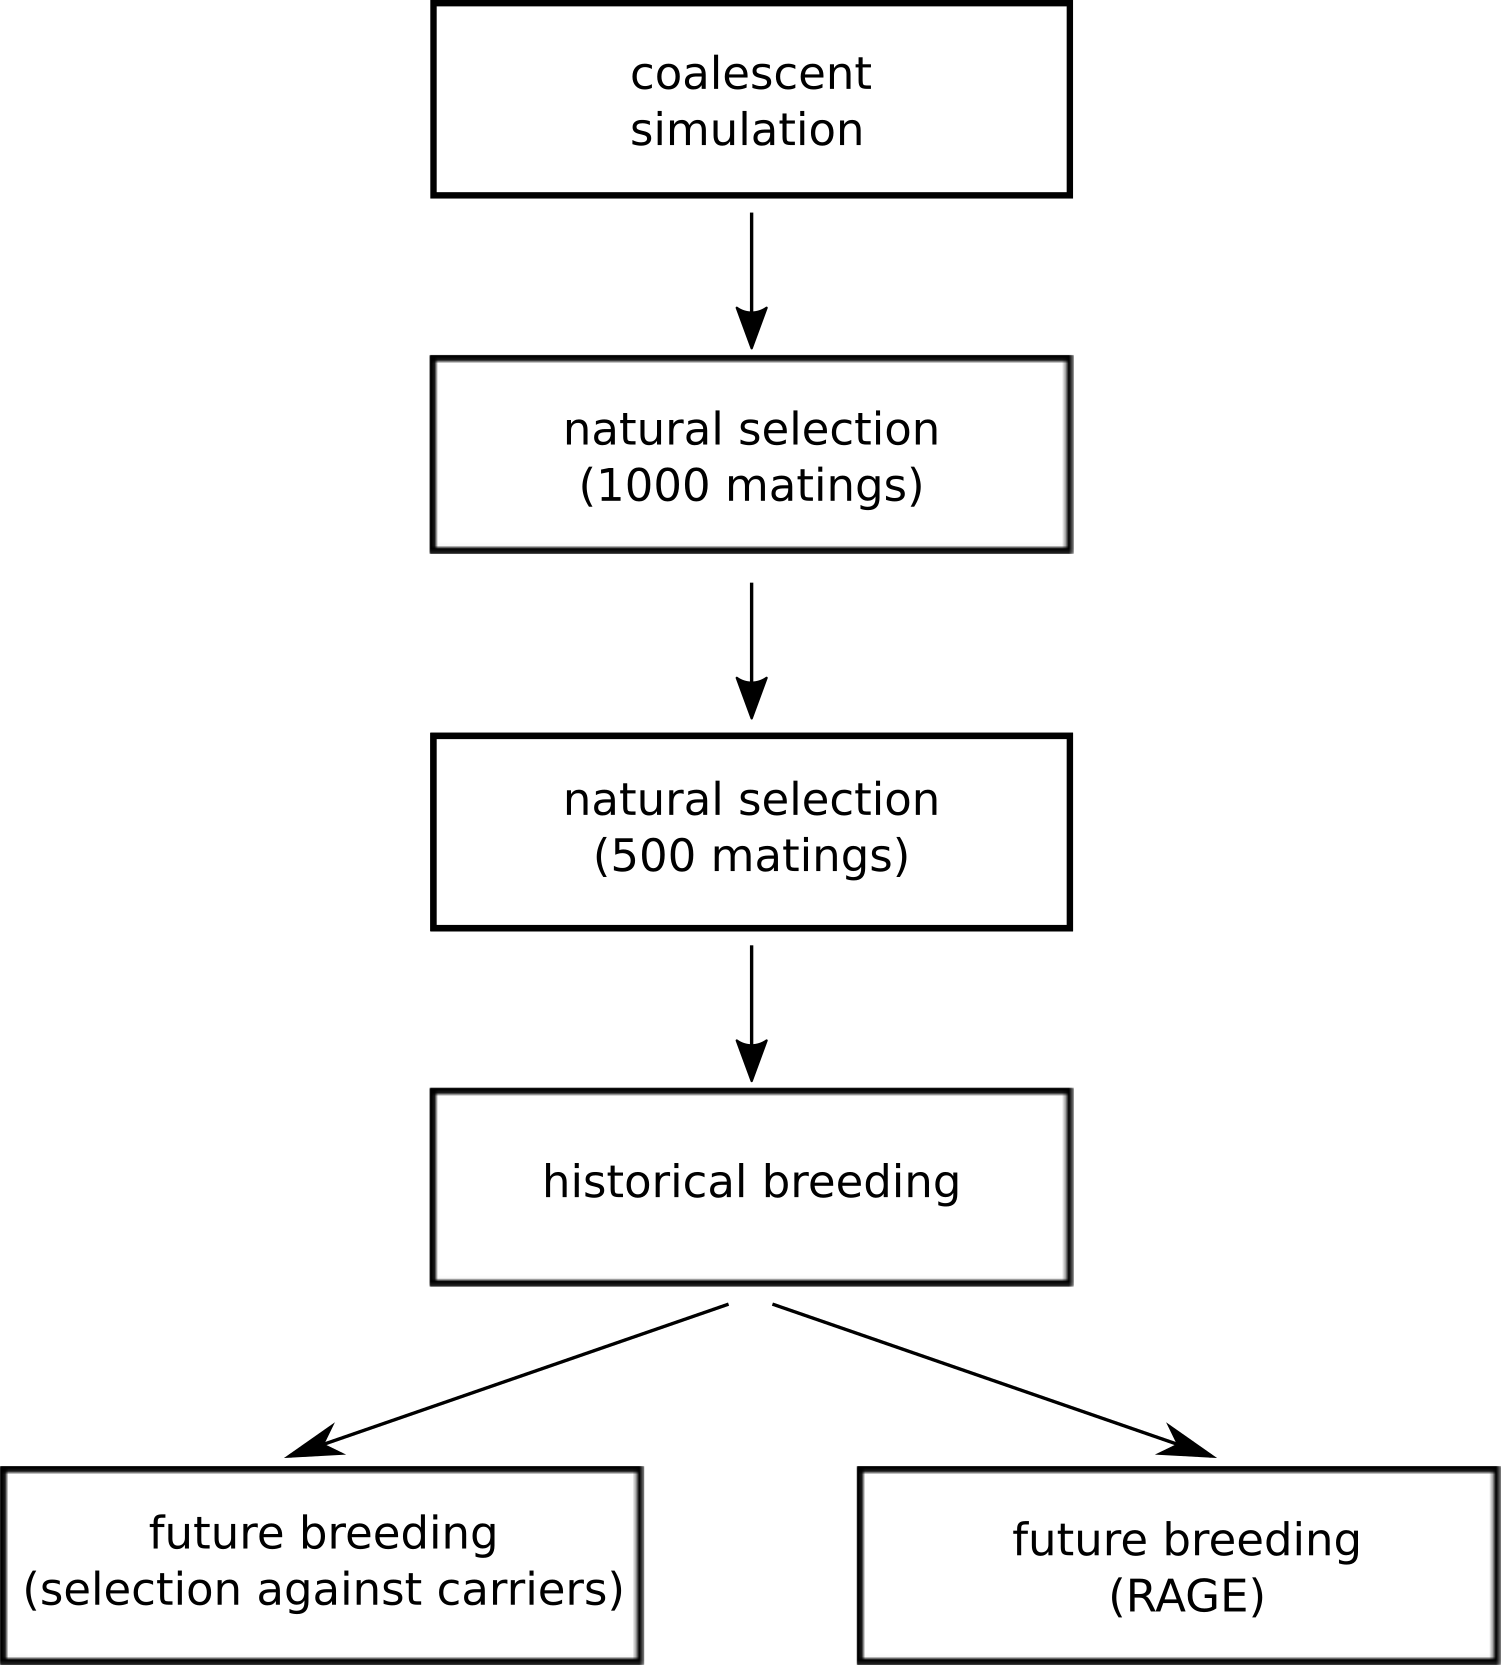 coalescent
simulation
natural selection
(1000 matings)
natural selection
(500 matings)
historical breeding
future breeding
(selection against carriers)
future breeding
(RAGE)